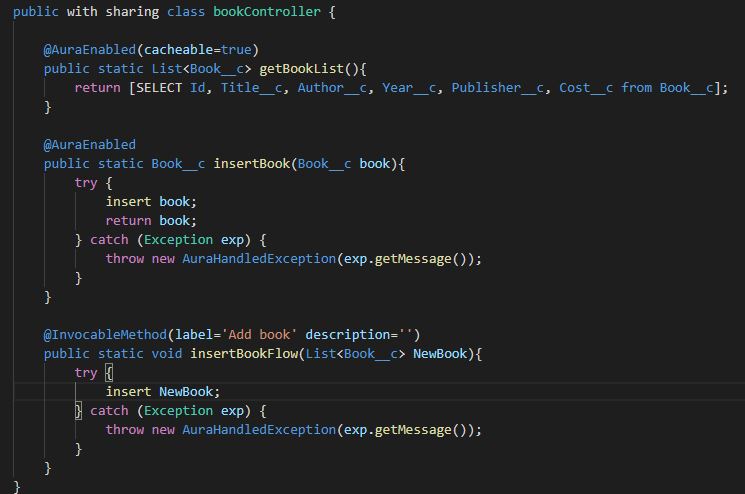 public with sharing class bookController {
@AuraEnabled(cacheable=true)
public static List<Book__c> getBookList(){
return [SELECT Id, Title__c, Author__c, Year__c, Publisher__c, Cost__c from Book__c];
}
@AuraEnabled
public static Book__c insertBook(Book__c book){
try {
insert book;
return book;
} catch (Exception exp) {
throw new AuraHandledException(exp.getMessage());
}
}
@InvocableMethod(label='Add book' description='')
public static void insertBookFlow(List<Book__c> NewBook){
try {
insert NewBook;
} catch (Exception exp) {
throw new AuraHandledException(exp.getMessage());
}
}
}